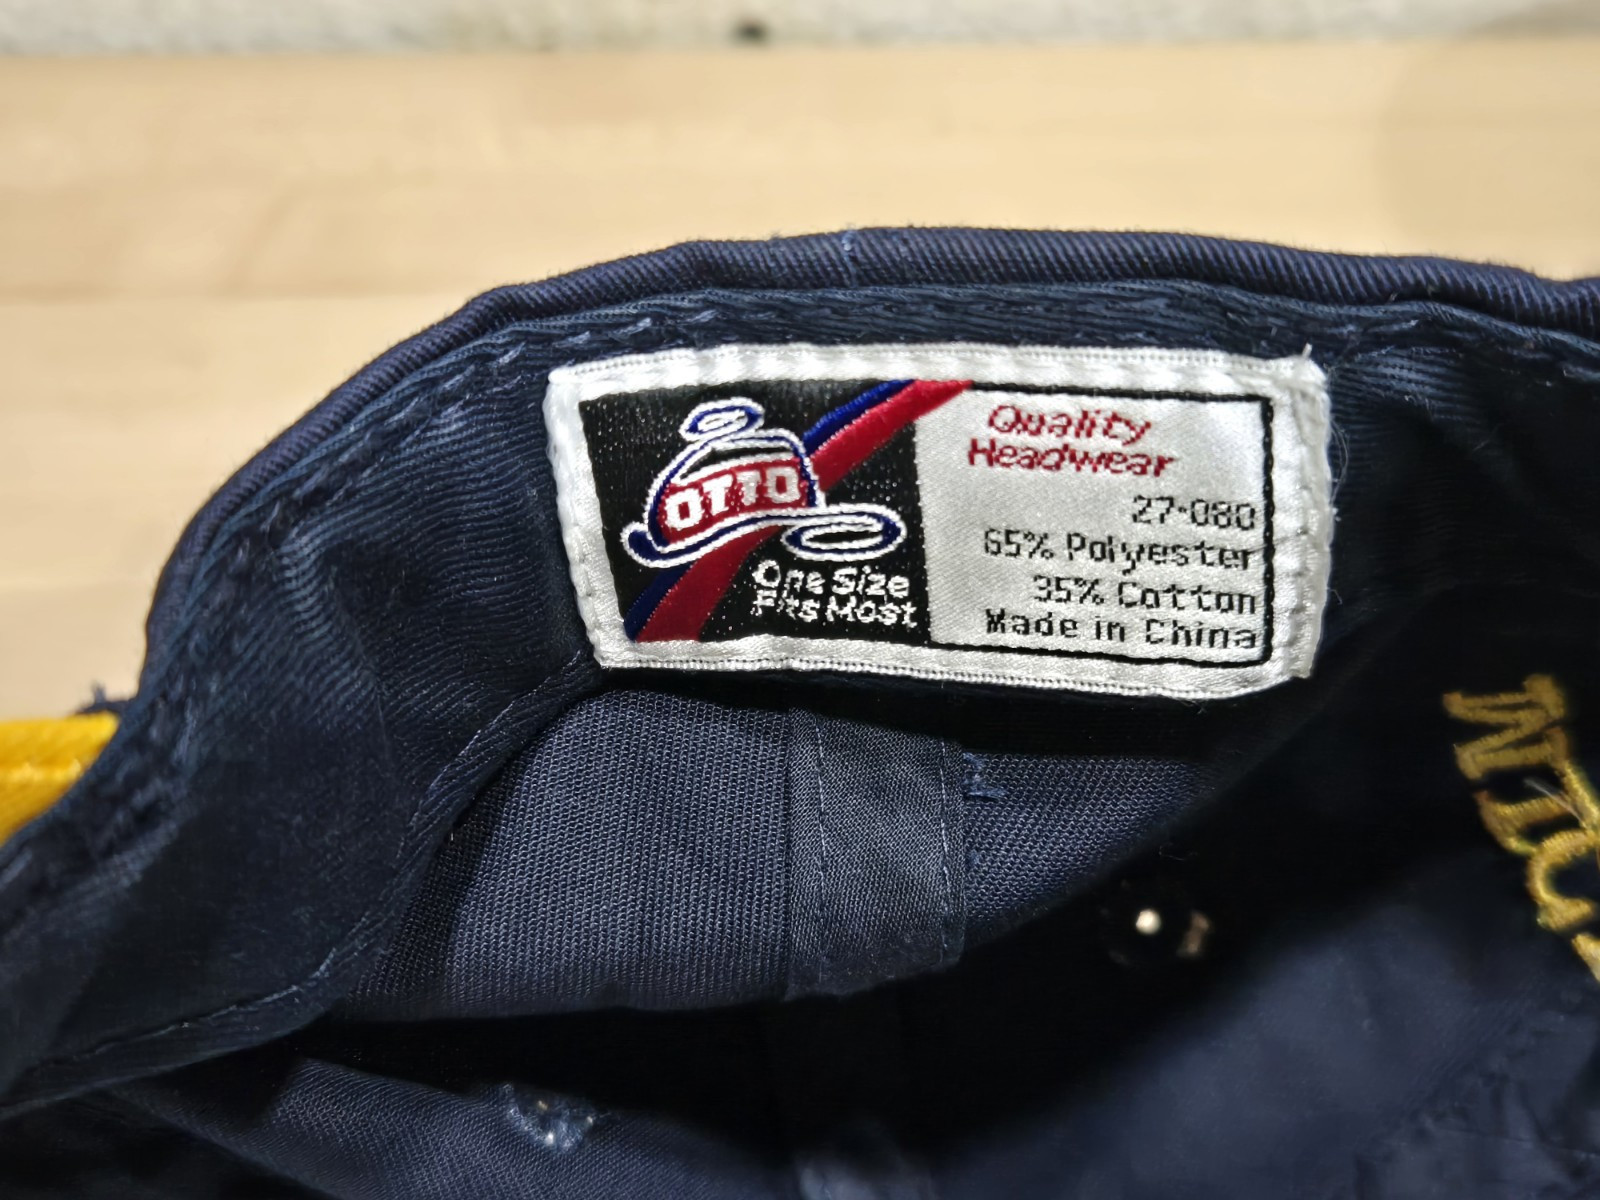 OTTO
One Size
Fits Most
Quality
Headwear
27-080
65% Polyester
35% Cotton
Made in China